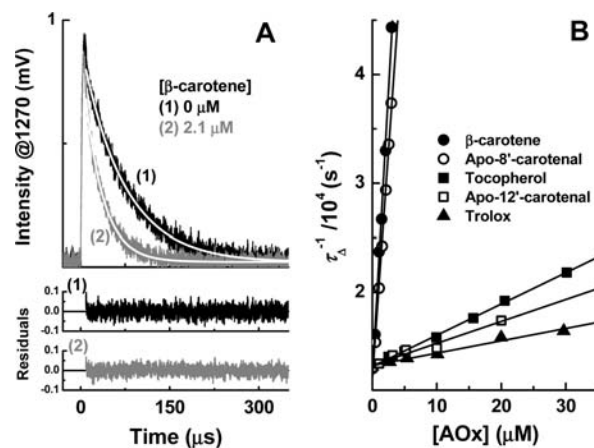 1
A
[β-carotene]
(1) 0 μM
(2) 2.1 μM
(1)
(2)
Intensity @1270 (mV)
0.1
0.0
-0.1
(1)
0.1
0.0
-0.1
(2)
Residuals
0
150
300
Time (μs)
B
4
3
2
τΔ⁻¹/10⁴ (s⁻¹)
β-carotene
Apo-8'-carotenal
Tocopherol
Apo-12'-carotenal
Trolox
0
10
20
30
[AOx] (μM)